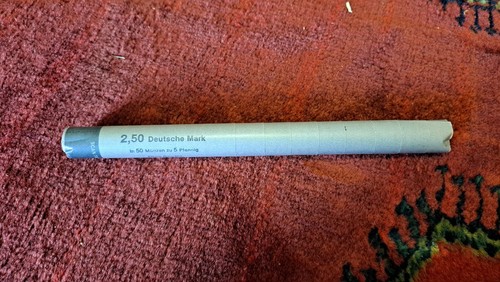 2,50 Deutsche Mark
in 50 Münzen zu 5 Pfennig